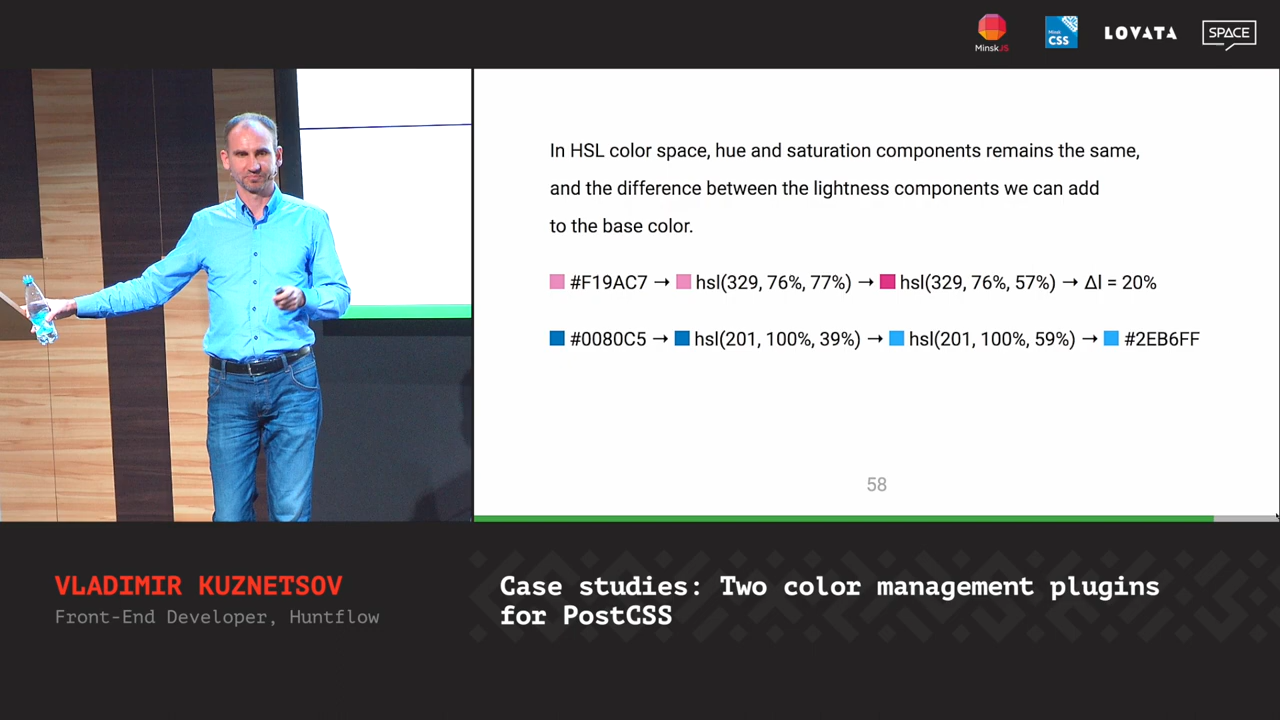 MinskJS
Minsk
CSS
LOVATA
SPACE
In HSL color space, hue and saturation components remains the same,
and the difference between the lightness components we can add
to the base color.
#F19AC7 → hsl(329, 76%, 77%) → hsl(329, 76%, 57%) → Δl = 20%
#0080C5 → hsl(201, 100%, 39%) → hsl(201, 100%, 59%) → #2EB6FF
58
VLADIMIR KUZNETSOV
Front-End Developer, Huntflow
Case studies: Two color management plugins
for PostCSS